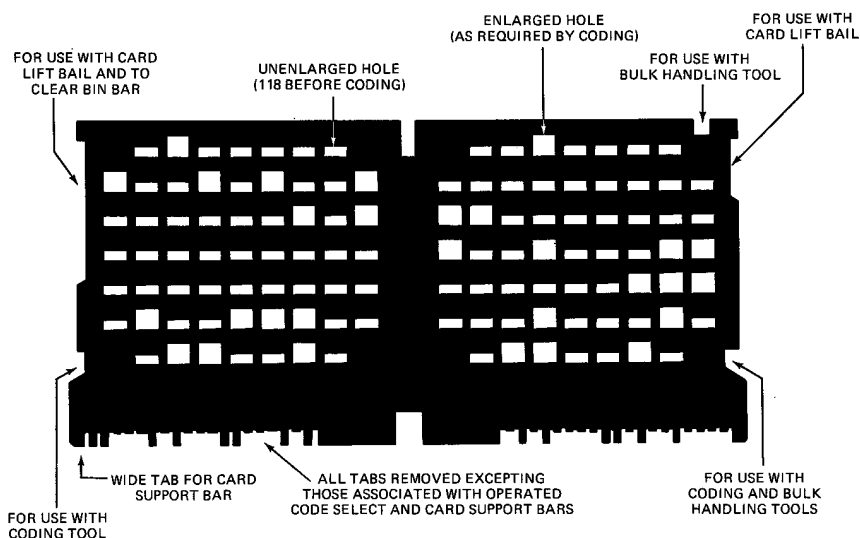 FOR USE WITH CARD
LIFT BAIL AND TO
CLEAR BIN BAR
UNENLARGED HOLE
(118 BEFORE CODING)
ENLARGED HOLE
(AS REQUIRED BY CODING)
FOR USE WITH
BULK HANDLING TOOL
FOR USE WITH
CARD LIFT BAIL
WIDE TAB FOR CARD
SUPPORT BAR
ALL TABS REMOVED EXCEPTING
THOSE ASSOCIATED WITH OPERATED
CODE SELECT AND CARD SUPPORT BARS
FOR USE WITH
CODING TOOL
FOR USE WITH
CODING AND BULK
HANDLING TOOLS